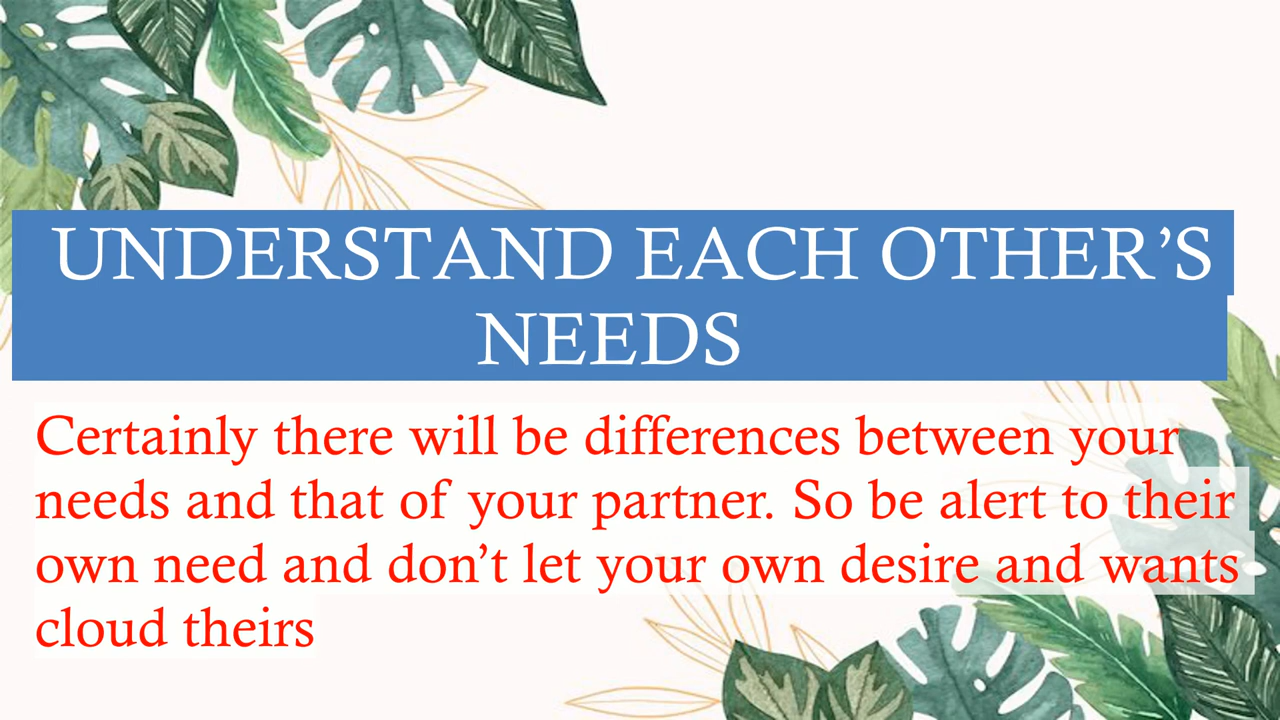 UNDERSTAND EACH OTHER’S
NEEDS
Certainly there will be differences between your
needs and that of your partner. So be alert to their
own need and don’t let your own desire and wants
cloud theirs